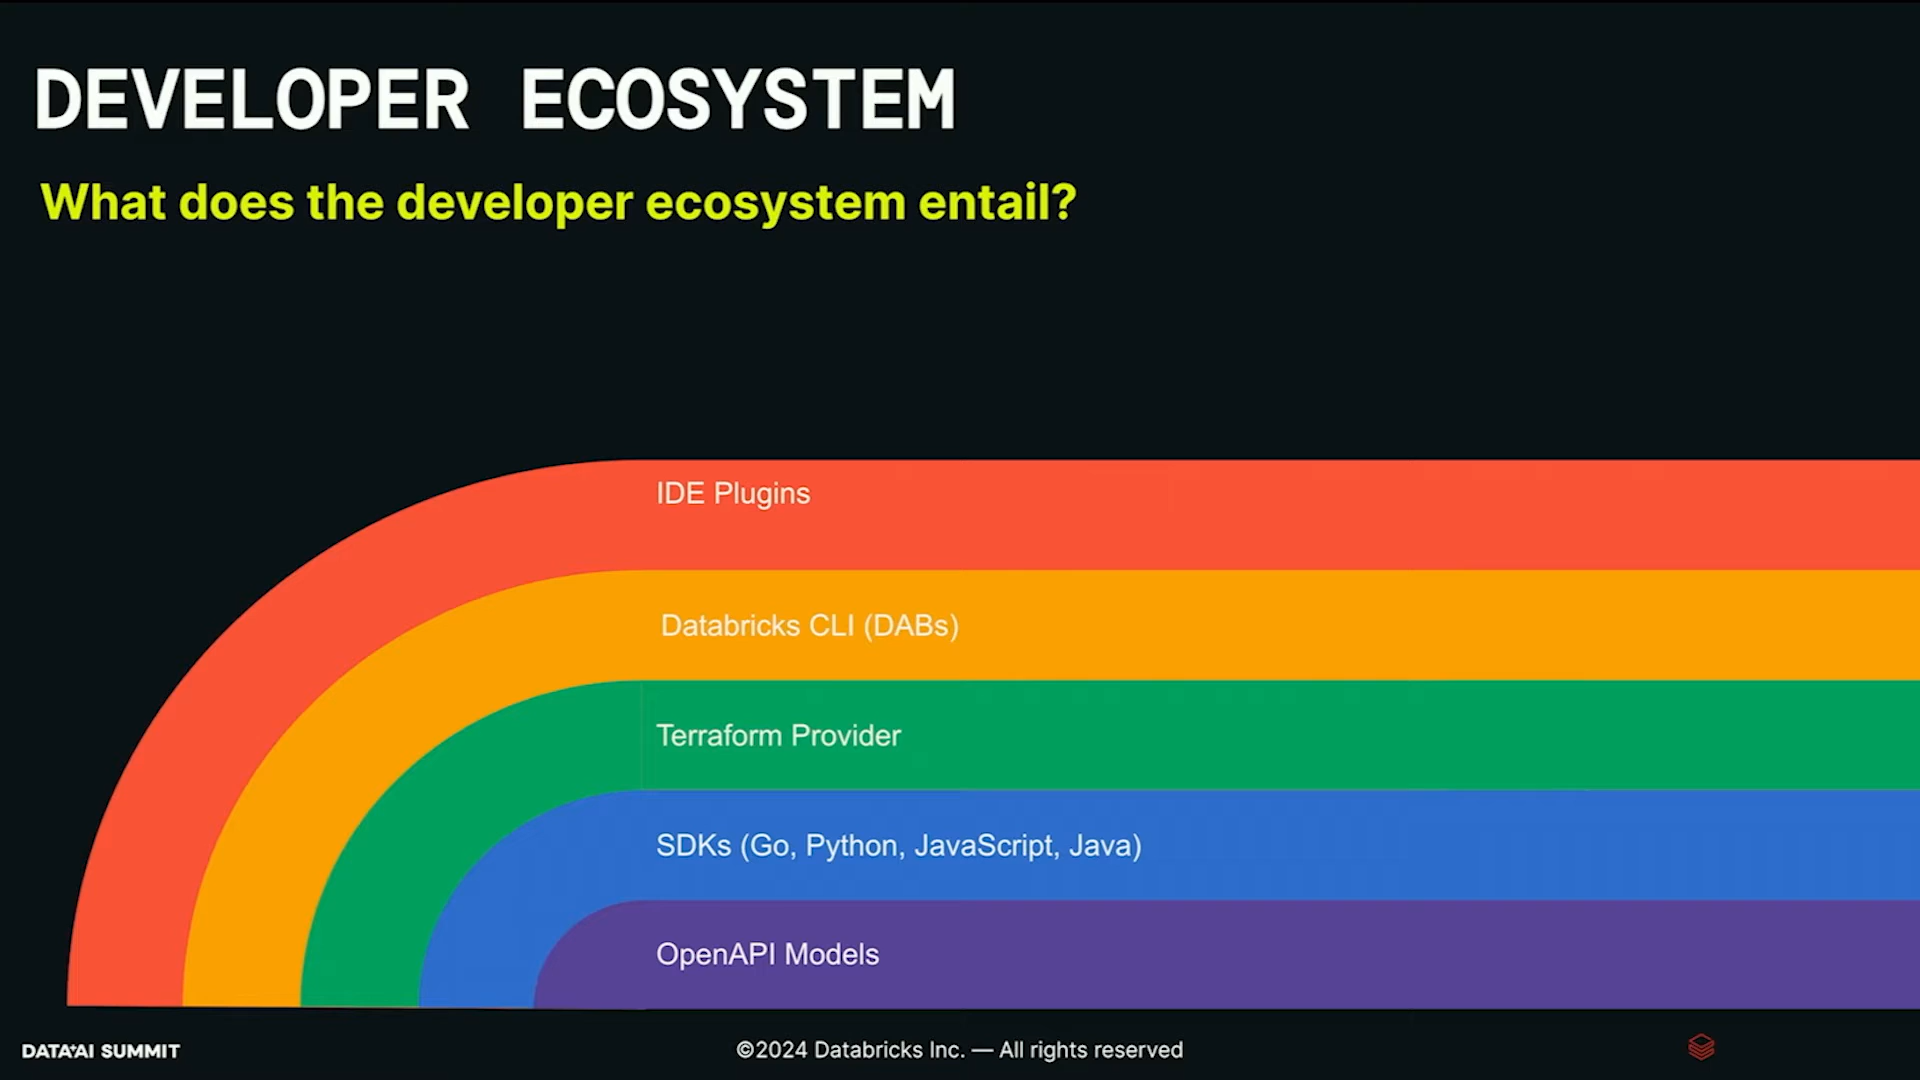 DEVELOPER ECOSYSTEM
What does the developer ecosystem entail?
IDE Plugins
Databricks CLI (DABs)
Terraform Provider
SDKs (Go, Python, JavaScript, Java)
OpenAPI Models
DATA+AI SUMMIT
©2024 Databricks Inc. — All rights reserved